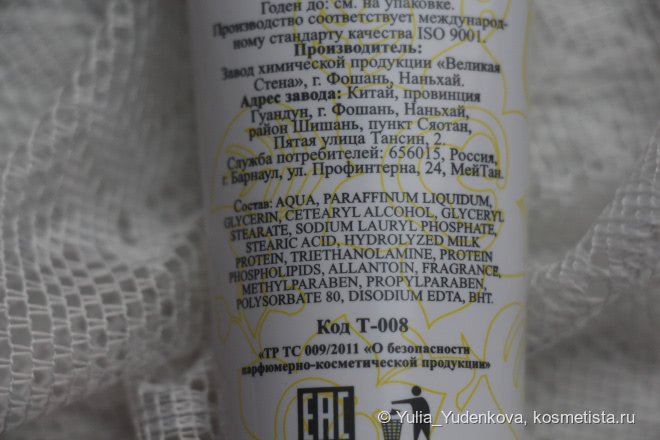 Годен до: см. на упаковке.
Производство соответствует международ-
ному стандарту качества ISO 9001.
Производитель:
Завод химической продукции «Великая
Стена», г. Фошань, Наньхай.
Адрес завода: Китай, провинция
Гуандун, г. Фошань, Наньхай,
район Шишань, пункт Сяотан,
Пятая улица Тансин, 2.
Служба потребителей: 656015, Россия,
г. Барнаул, ул. Профинтерна, 24, МейТан.
Состав: AQUA, PARAFFINUM LIQUIDUM,
GLYCERIN, CETEARYL ALCOHOL, GLYCERYL
STEARATE, SODIUM LAURYL PHOSPHATE,
STEARIC ACID, HYDROLYZED MILK
PROTEIN, TRIETHANOLAMINE, PROTEIN
PHOSPHOLIPIDS, ALLANTOIN, FRAGRANCE,
METHYLPARABEN, PROPYLPARABEN,
POLYSORBATE 80, DISODIUM EDTA, BHT.
Код Т-008
«ТР ТС 009/2011 «О безопасности
парфюмерно-косметической продукции»
EAC
© Yulia_Yudenkova, kosmetista.ru